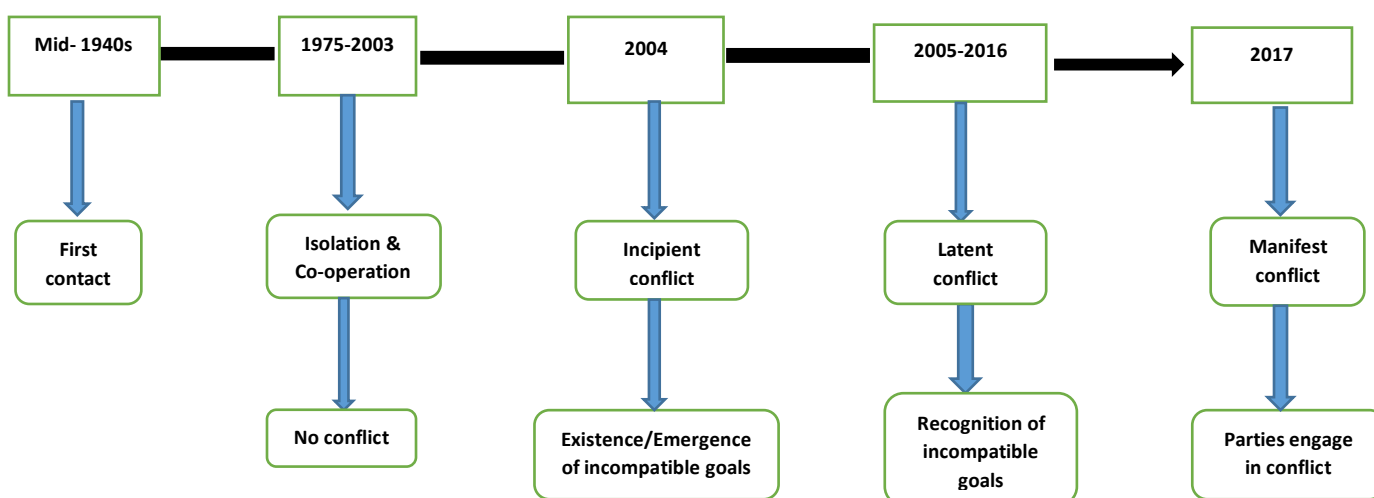 Mid- 1940s
1975-2003
2004
2005-2016
2017
First
contact
Isolation &
Co-operation
Incipient
conflict
Latent
conflict
Manifest
conflict
No conflict
Existence/Emergence
of incompatible goals
Recognition of
incompatible
goals
Parties engage
in conflict